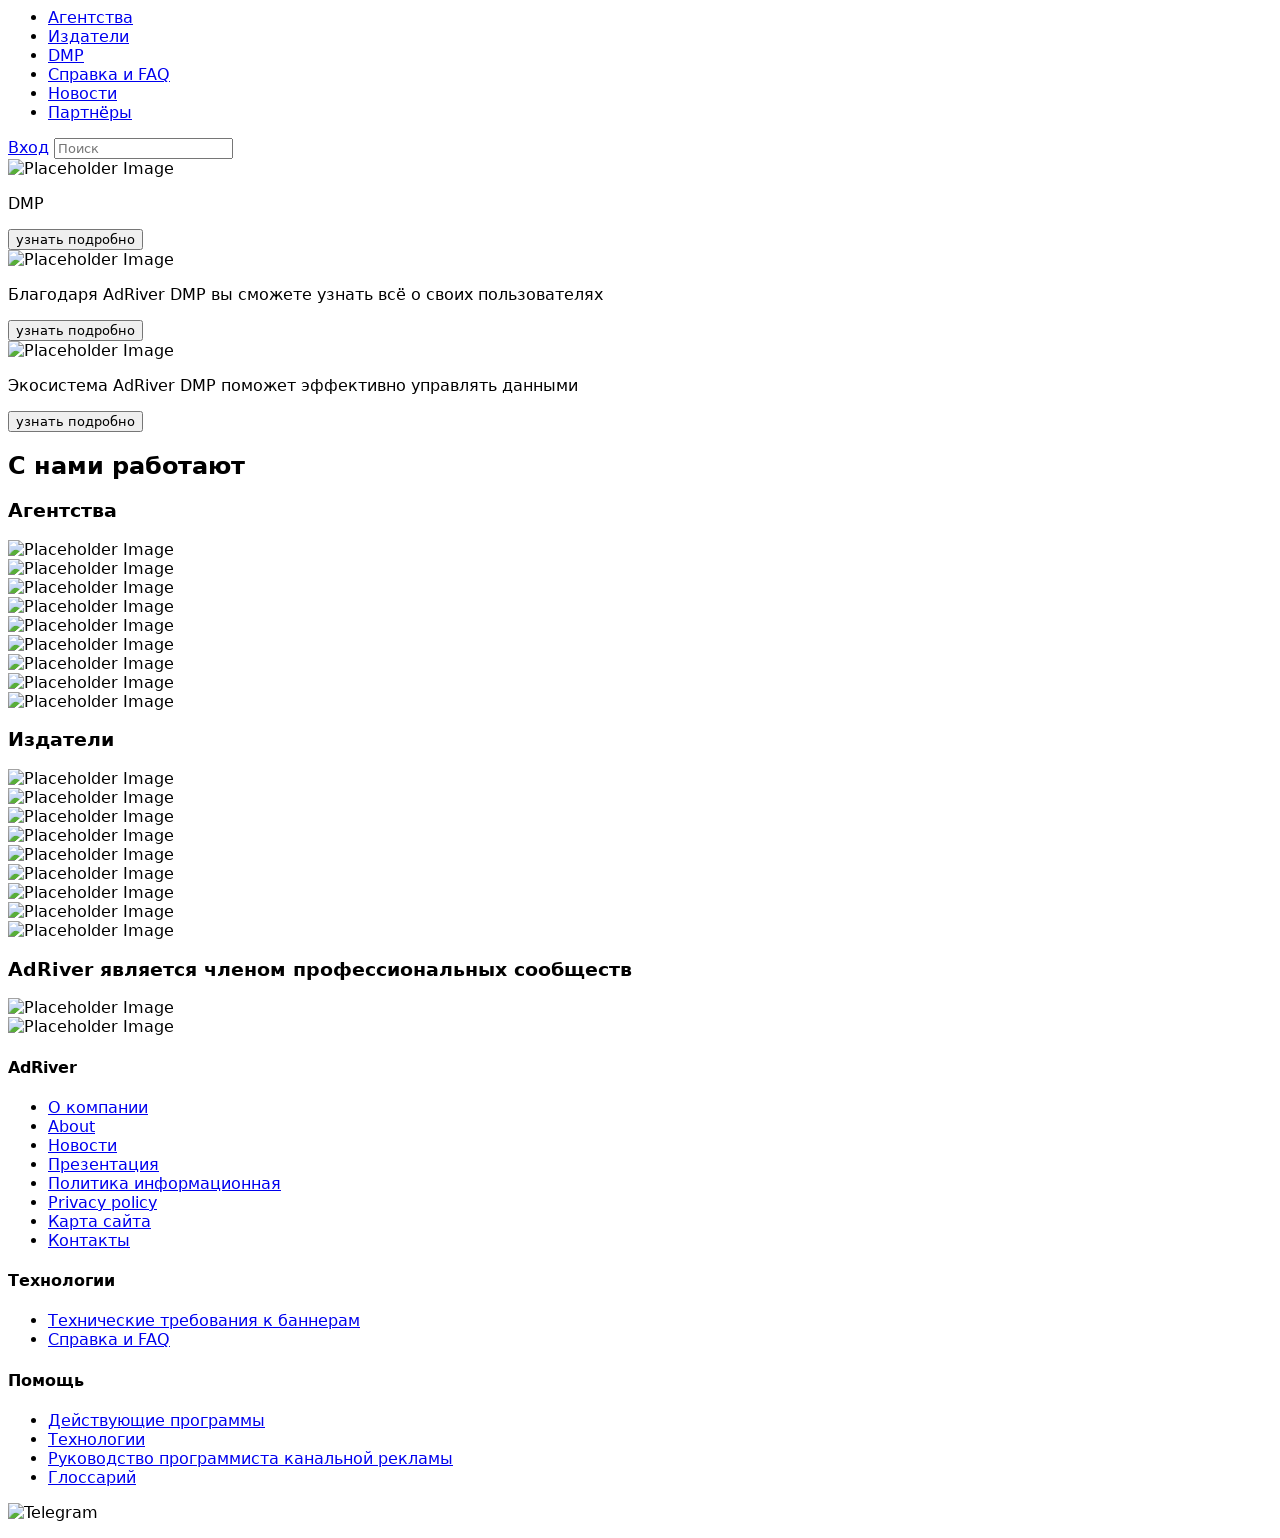 Агентства
Издатели
DMP
Справка и FAQ
Новости
Партнёры
Вход Поиск
Placeholder Image
DMP
узнать подробно
Placeholder Image
Благодаря AdRiver DMP вы сможете узнать всё о своих пользователях
узнать подробно
Placeholder Image
Экосистема AdRiver DMP поможет эффективно управлять данными
узнать подробно
С нами работают
Агентства
Placeholder Image
Placeholder Image
Placeholder Image
Placeholder Image
Placeholder Image
Placeholder Image
Placeholder Image
Placeholder Image
Placeholder Image
Издатели
Placeholder Image
Placeholder Image
Placeholder Image
Placeholder Image
Placeholder Image
Placeholder Image
Placeholder Image
Placeholder Image
Placeholder Image
AdRiver является членом профессиональных сообществ
Placeholder Image
Placeholder Image
AdRiver
О компании
About
Новости
Презентация
Политика информационная
Privacy policy
Карта сайта
Контакты
Технологии
Технические требования к баннерам
Справка и FAQ
Помощь
Действующие программы
Технологии
Руководство программиста канальной рекламы
Глоссарий
Telegram